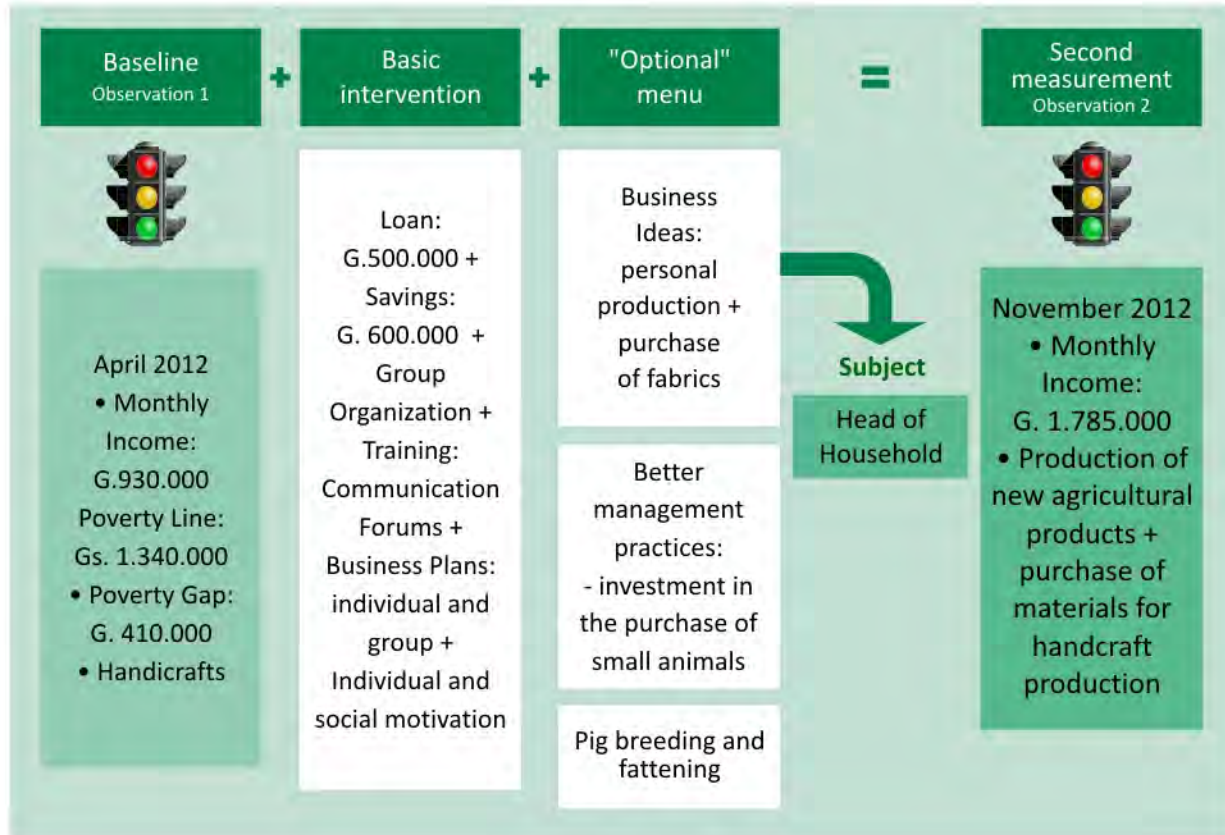 Baseline
Observation 1
+
Basic
intervention
+
"Optional"
menu
=
Second
measurement
Observation 2
April 2012
• Monthly
Income:
G.930.000
Poverty Line:
Gs. 1.340.000
• Poverty Gap:
G. 410.000
• Handicrafts
Loan:
G.500.000 +
Savings:
G. 600.000 +
Group
Organization +
Training:
Communication
Forums +
Business Plans:
individual and
group +
Individual and
social motivation
Business
Ideas:
personal
production +
purchase
of fabrics
Better
management
practices:
- investment in
the purchase of
small animals
Pig breeding and
fattening
Subject
Head of
Household
November 2012
• Monthly
Income:
G. 1.785.000
• Production of
new agricultural
products +
purchase of
materials for
handcraft
production